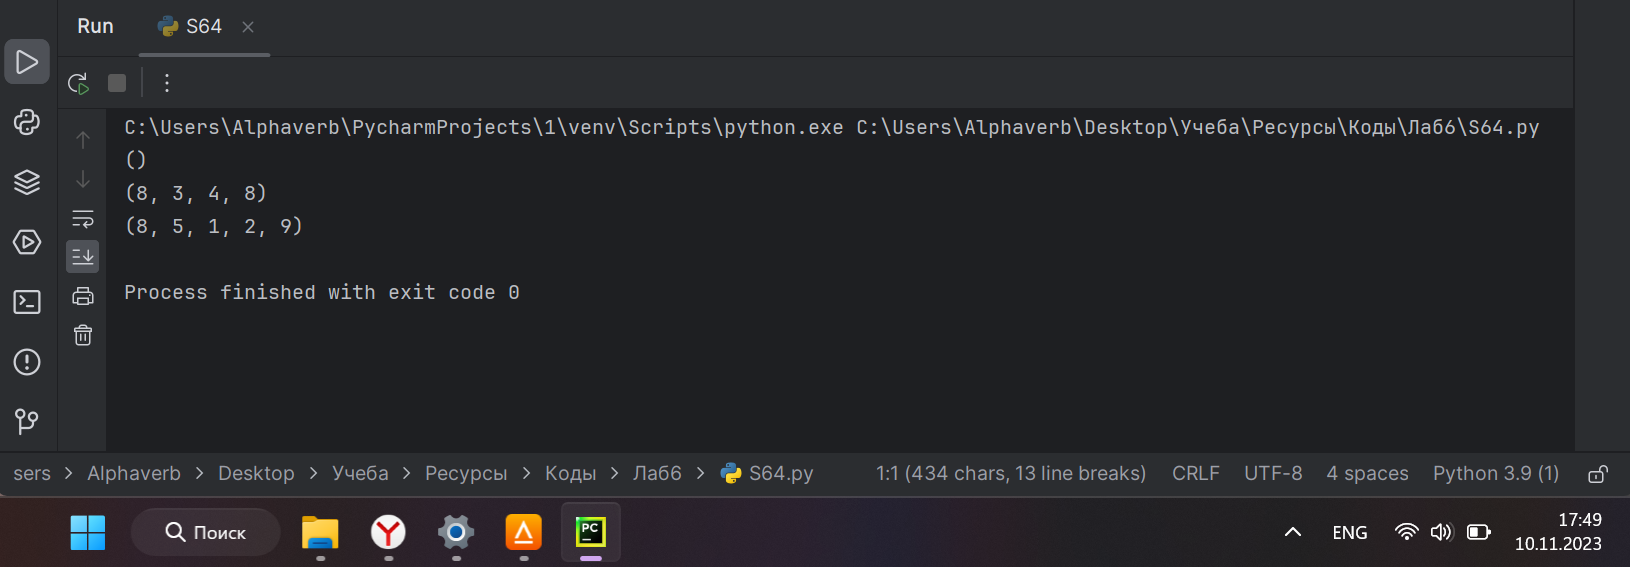 Run S64
C:\Users\Alphaverb\PycharmProjects\1\venv\Scripts\python.exe C:\Users\Alphaverb\Desktop\Учеба\Ресурсы\Коды\Лаб6\S64.py
()
(8, 3, 4, 8)
(8, 5, 1, 2, 9)
Process finished with exit code 0
sers > Alphaverb > Desktop > Учеба > Ресурсы > Коды > Лаб6 > S64.py 1:1 (434 chars, 13 line breaks) CRLF UTF-8 4 spaces Python 3.9 (1)
Поиск PC ENG 17:49
10.11.2023